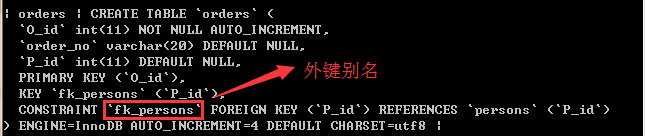 | orders | CREATE TABLE `orders` (
`O_id` int(11) NOT NULL AUTO_INCREMENT,
`order_no` varchar(20) DEFAULT NULL,
`P_id` int(11) DEFAULT NULL,
PRIMARY KEY (`O_id`),
外键别名
KEY `fk_persons` (`P_id`),
CONSTRAINT `fk_persons` FOREIGN KEY (`P_id`) REFERENCES `persons` (`P_id`)
) ENGINE=InnoDB AUTO_INCREMENT=4 DEFAULT CHARSET=utf8 |